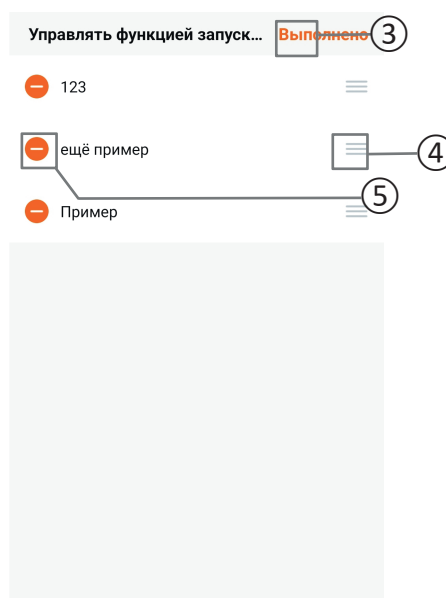 Управлять функцией запуск... Выполнено 3
123
ещё пример 4
5
Пример